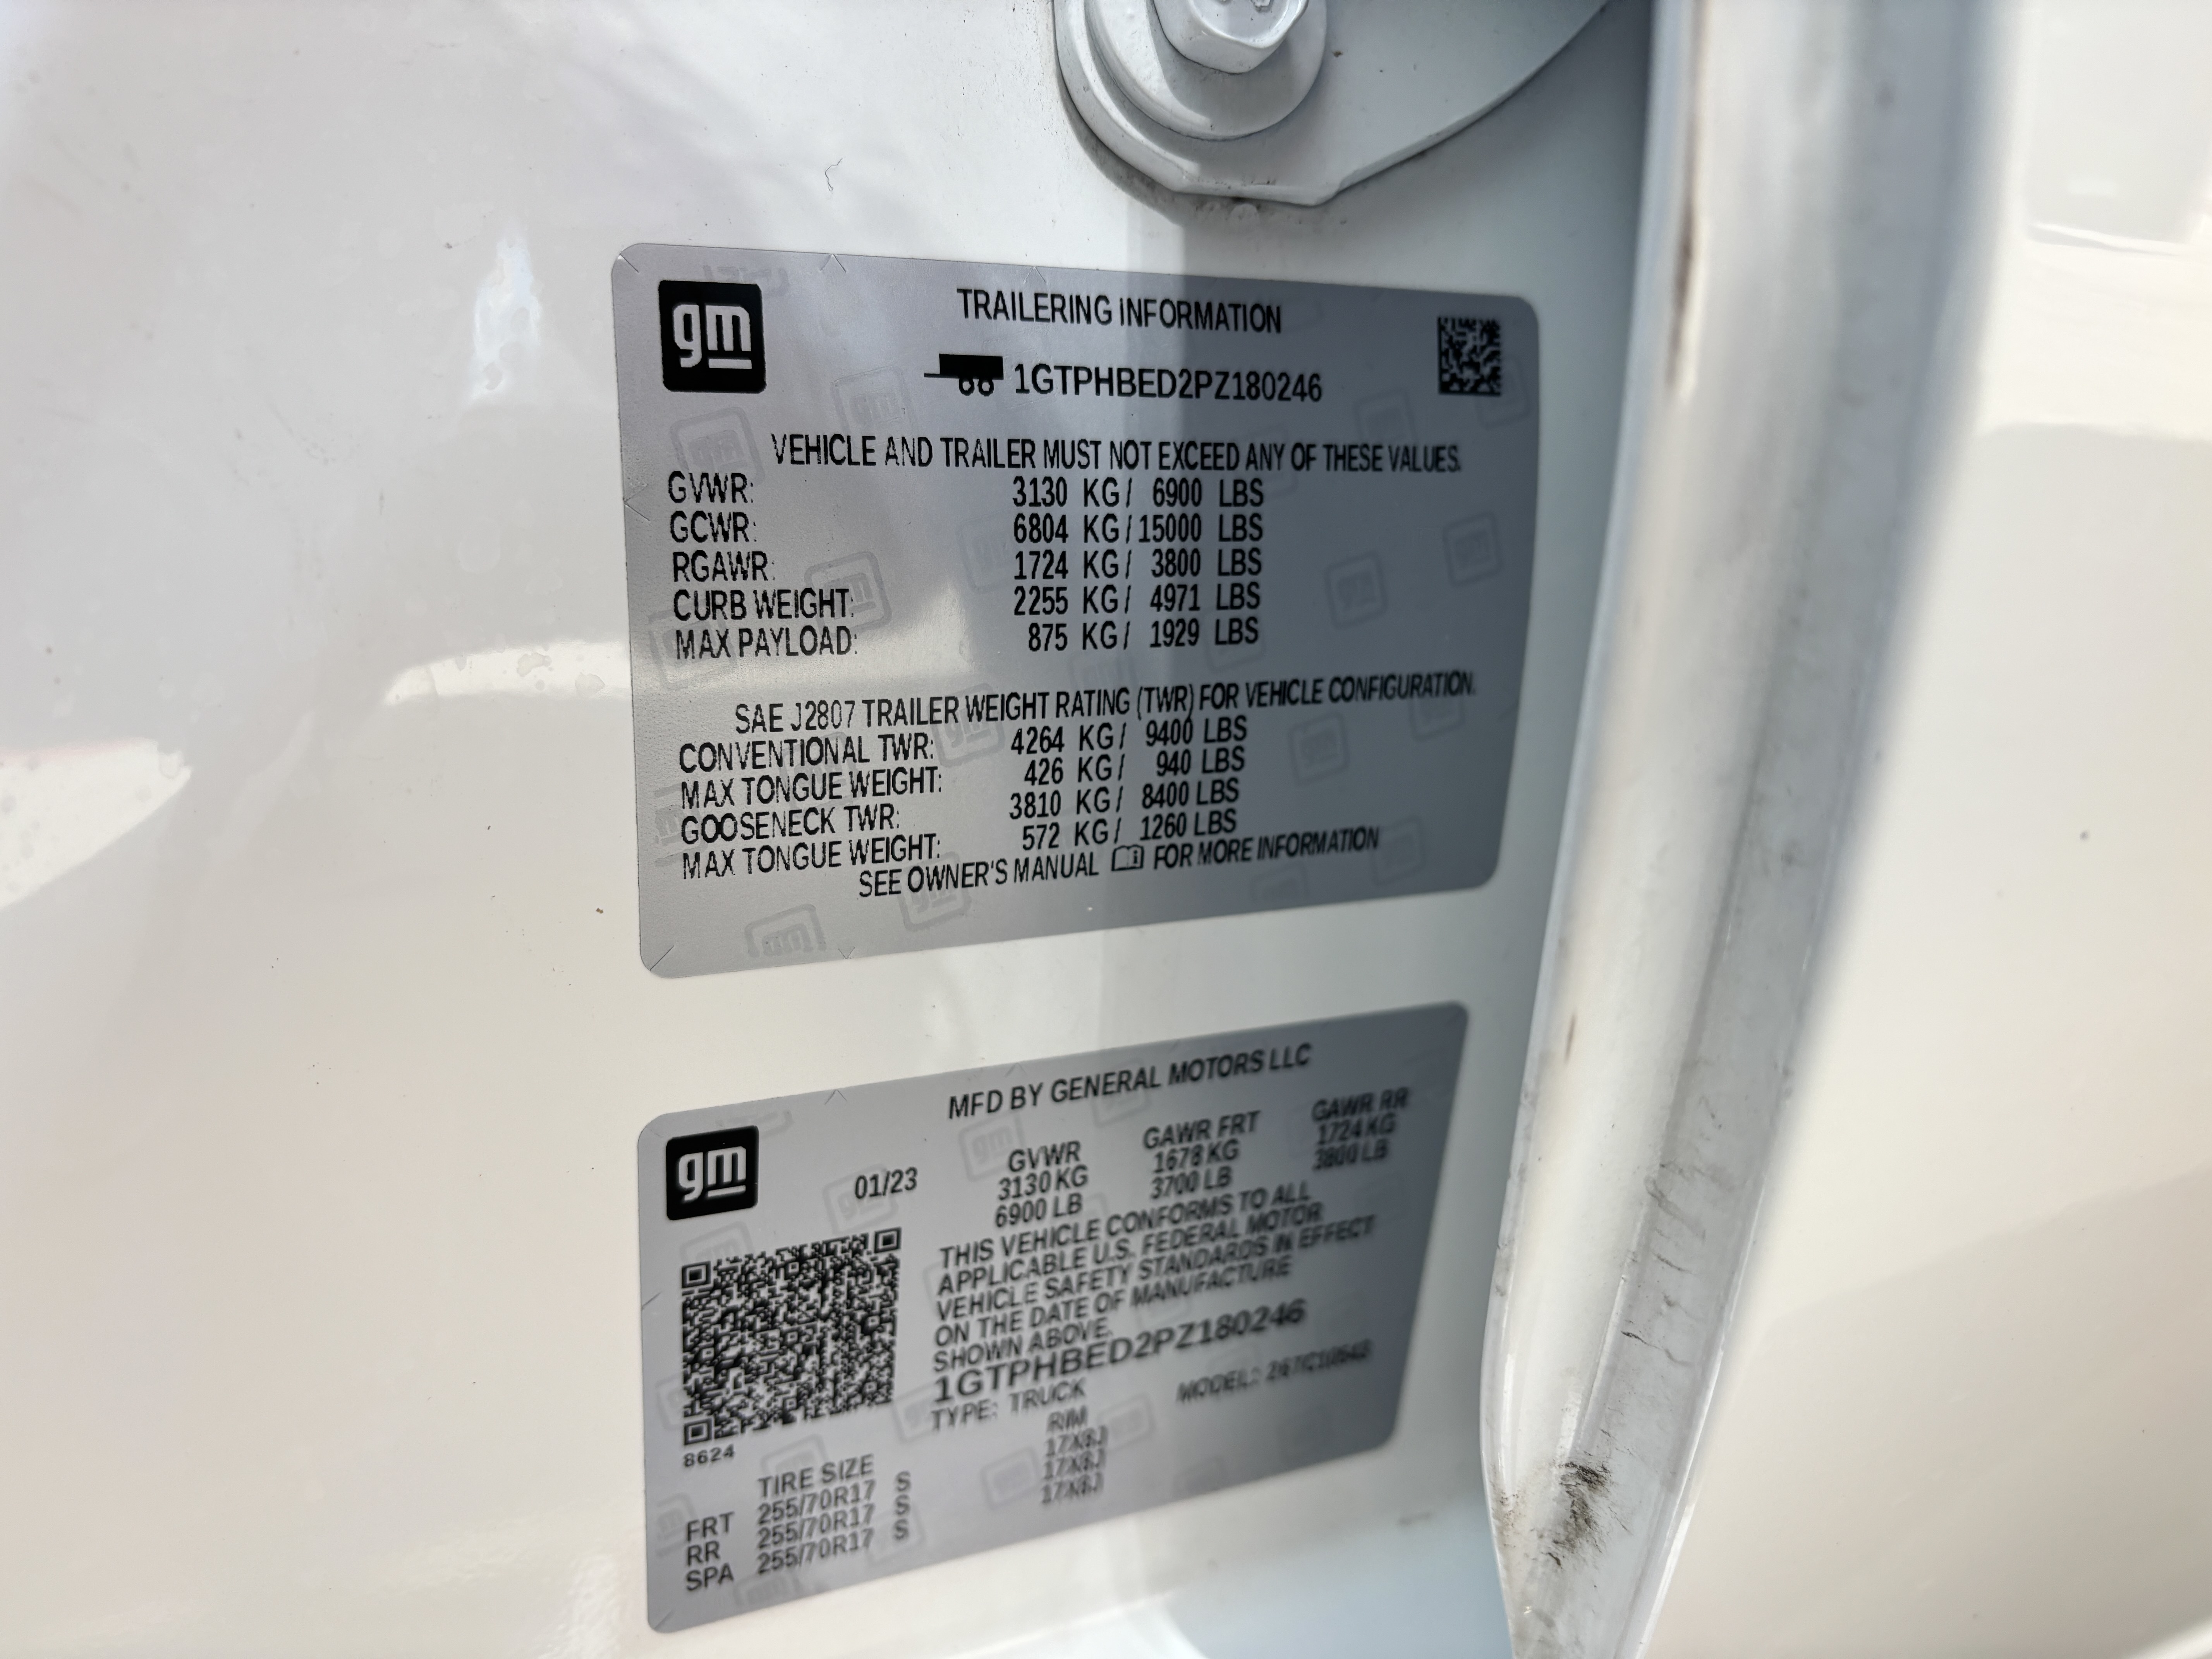 gm
TRAILERING INFORMATION
1GTPHBED2PZ180246
VEHICLE AND TRAILER MUST NOT EXCEED ANY OF THESE VALUES.
GVWR: 3130 KG/ 6900 LBS
GCWR: 6804 KG/15000 LBS
RGAWR: 1724 KG/ 3800 LBS
CURB WEIGHT: 2255 KG/ 4971 LBS
MAX PAYLOAD: 875 KG/ 1929 LBS
SAE J2807 TRAILER WEIGHT RATING (TWR) FOR VEHICLE CONFIGURATION.
CONVENTIONAL TWR: 4264 KG/ 9400 LBS
MAX TONGUE WEIGHT: 426 KG/ 940 LBS
GOOSENECK TWR: 3810 KG/ 8400 LBS
MAX TONGUE WEIGHT: 572 KG/ 1260 LBS
SEE OWNER'S MANUAL FOR MORE INFORMATION
gm
MFD BY GENERAL MOTORS LLC
01/23 GVWR GAWR FRT GAWR RR
3130 KG 1678 KG 1724 KG
6900 LB 3700 LB 3800 LB
THIS VEHICLE CONFORMS TO ALL
APPLICABLE U.S. FEDERAL MOTOR
VEHICLE SAFETY STANDARDS IN EFFECT
ON THE DATE OF MANUFACTURE
SHOWN ABOVE.
1GTPHBED2PZ180246
TYPE: TRUCK MODEL:
8624
TIRE SIZE RIM
FRT 255/70R17 S 17X8J
RR 255/70R17 S 17X8J
SPA 255/70R17 S 17X8J